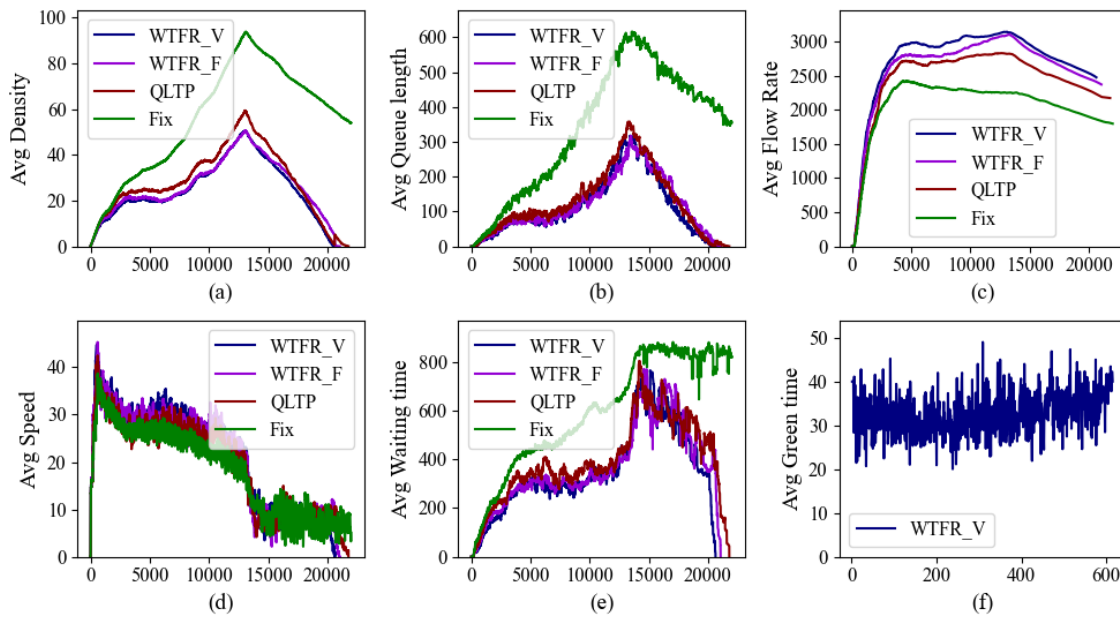 Avg Density
100
80
60
40
20
0
WTFR_V
WTFR_F
QLTP
Fix
0 5000 10000 15000 20000
(a)
Avg Queue length
600
500
400
300
200
100
0
WTFR_V
WTFR_F
QLTP
Fix
0 5000 10000 15000 20000
(b)
Avg Flow Rate
3000
2500
2000
1500
1000
500
0
WTFR_V
WTFR_F
QLTP
Fix
0 5000 10000 15000 20000
(c)
Avg Speed
40
30
20
10
0
WTFR_V
WTFR_F
QLTP
Fix
0 5000 10000 15000 20000
(d)
Avg Waiting time
800
600
400
200
0
WTFR_V
WTFR_F
QLTP
Fix
0 5000 10000 15000 20000
(e)
Avg Green time
50
40
30
20
10
0
WTFR_V
0 200 400 600
(f)